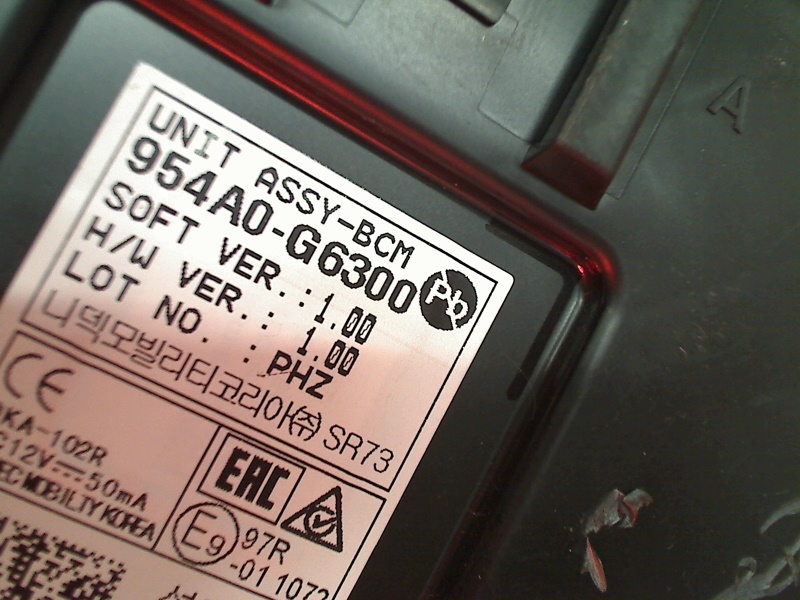 A
UNIT ASSY-BCM
954A0-G6300
Pb
SOFT VER. : 1.00
H/W VER. : 1.00
LOT NO. : PHZ
니덱모빌리티코리아㈜ SR73
CE
KA-102R
12V 50mA
EC MOBILITY KOREA
EAC
E9
97R
-01 1072